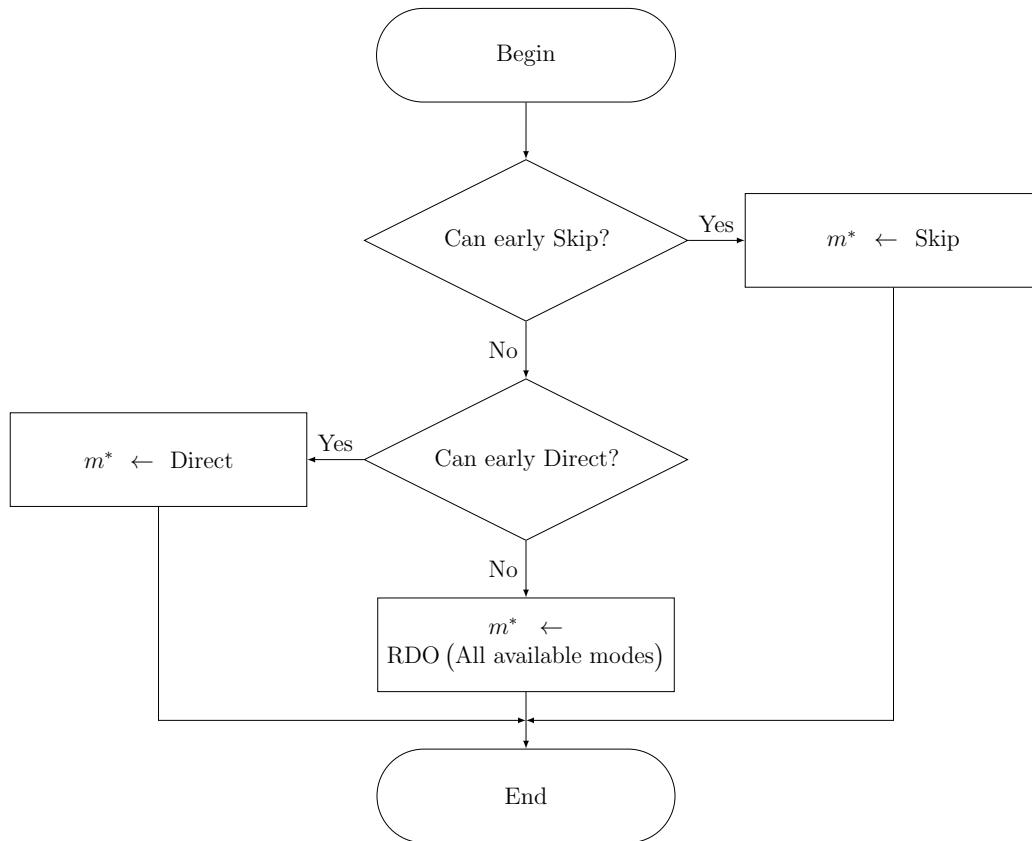 Begin
Can early Skip?
Yes
m* ← Skip
No
Can early Direct?
Yes
m* ← Direct
No
m* ←
RDO (All available modes)
End